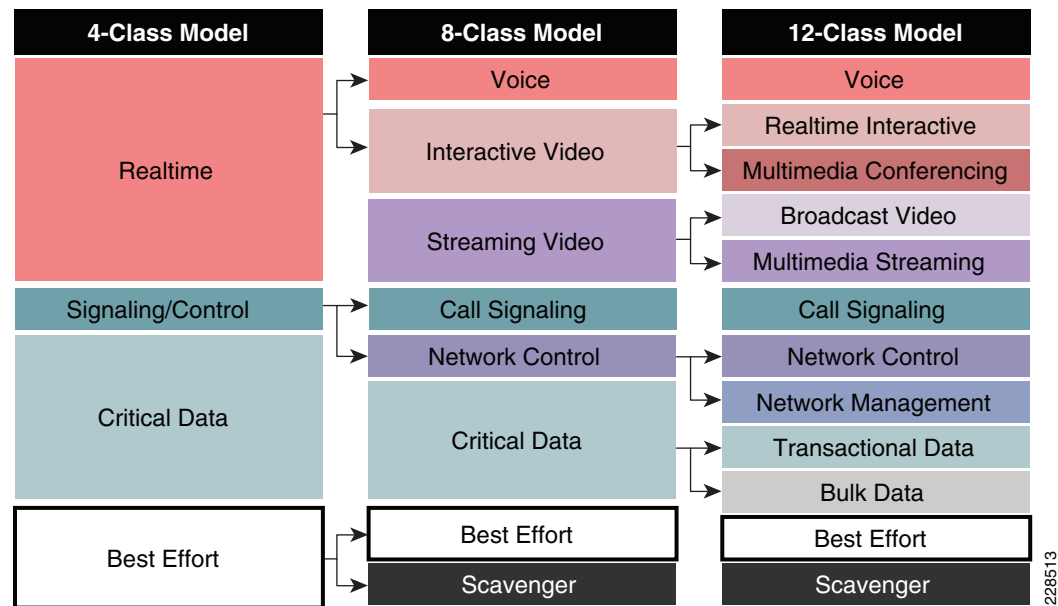 4-Class Model
8-Class Model
12-Class Model
Realtime
Signaling/Control
Critical Data
Best Effort
Voice
Interactive Video
Streaming Video
Call Signaling
Network Control
Critical Data
Best Effort
Scavenger
Voice
Realtime Interactive
Multimedia Conferencing
Broadcast Video
Multimedia Streaming
Call Signaling
Network Control
Network Management
Transactional Data
Bulk Data
Best Effort
Scavenger
228513